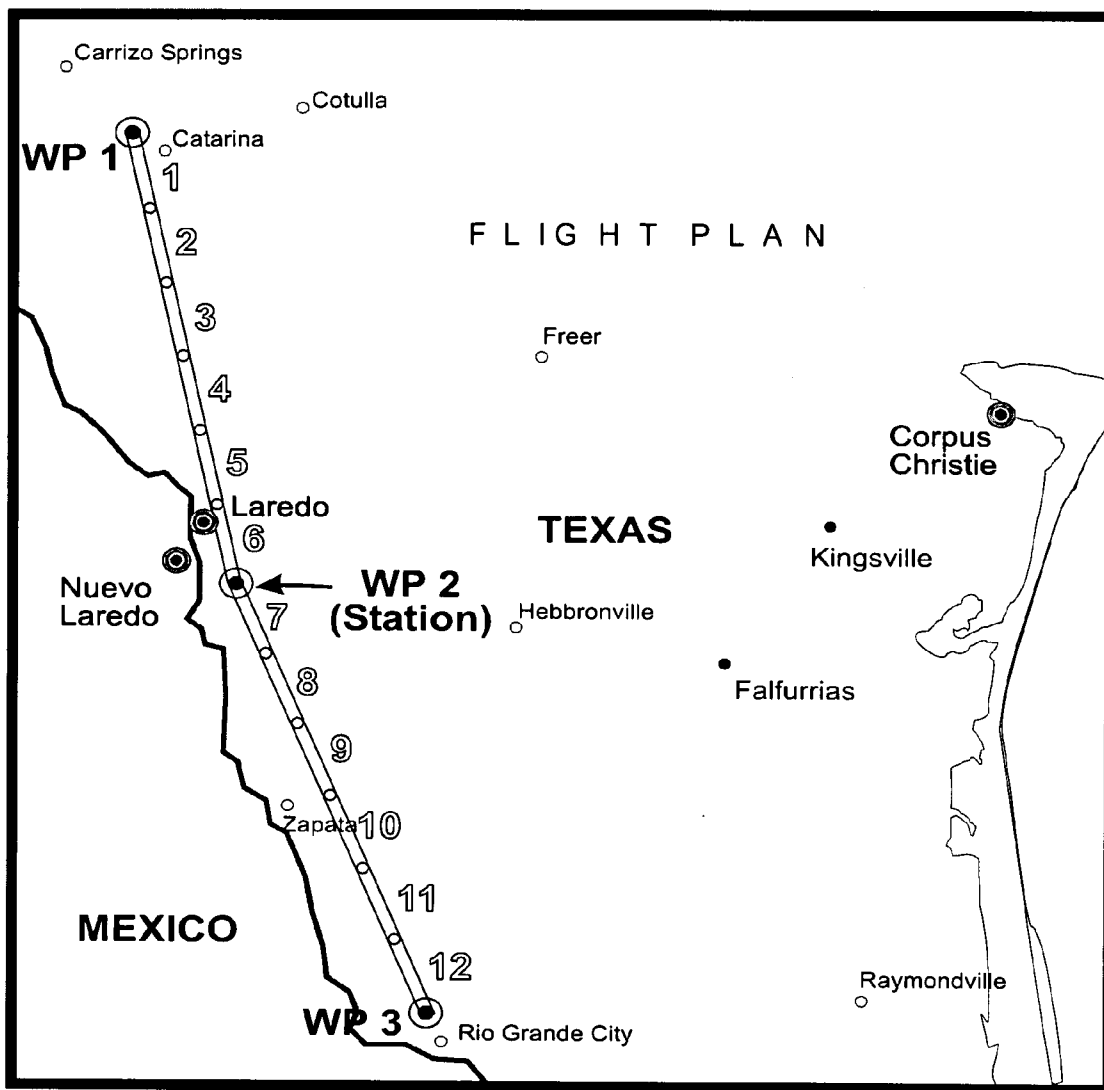 Carrizo Springs
Cotulla
Catarina
WP 1
1
2
FLIGHT PLAN
3
Freer
4
Corpus
Christie
5
Laredo
6
TEXAS
Kingsville
Nuevo
Laredo
WP 2
(Station)
7
Hebbronville
8
Falfurrias
9
Zapata
10
11
MEXICO
12
Raymondville
WP 3
Rio Grande City